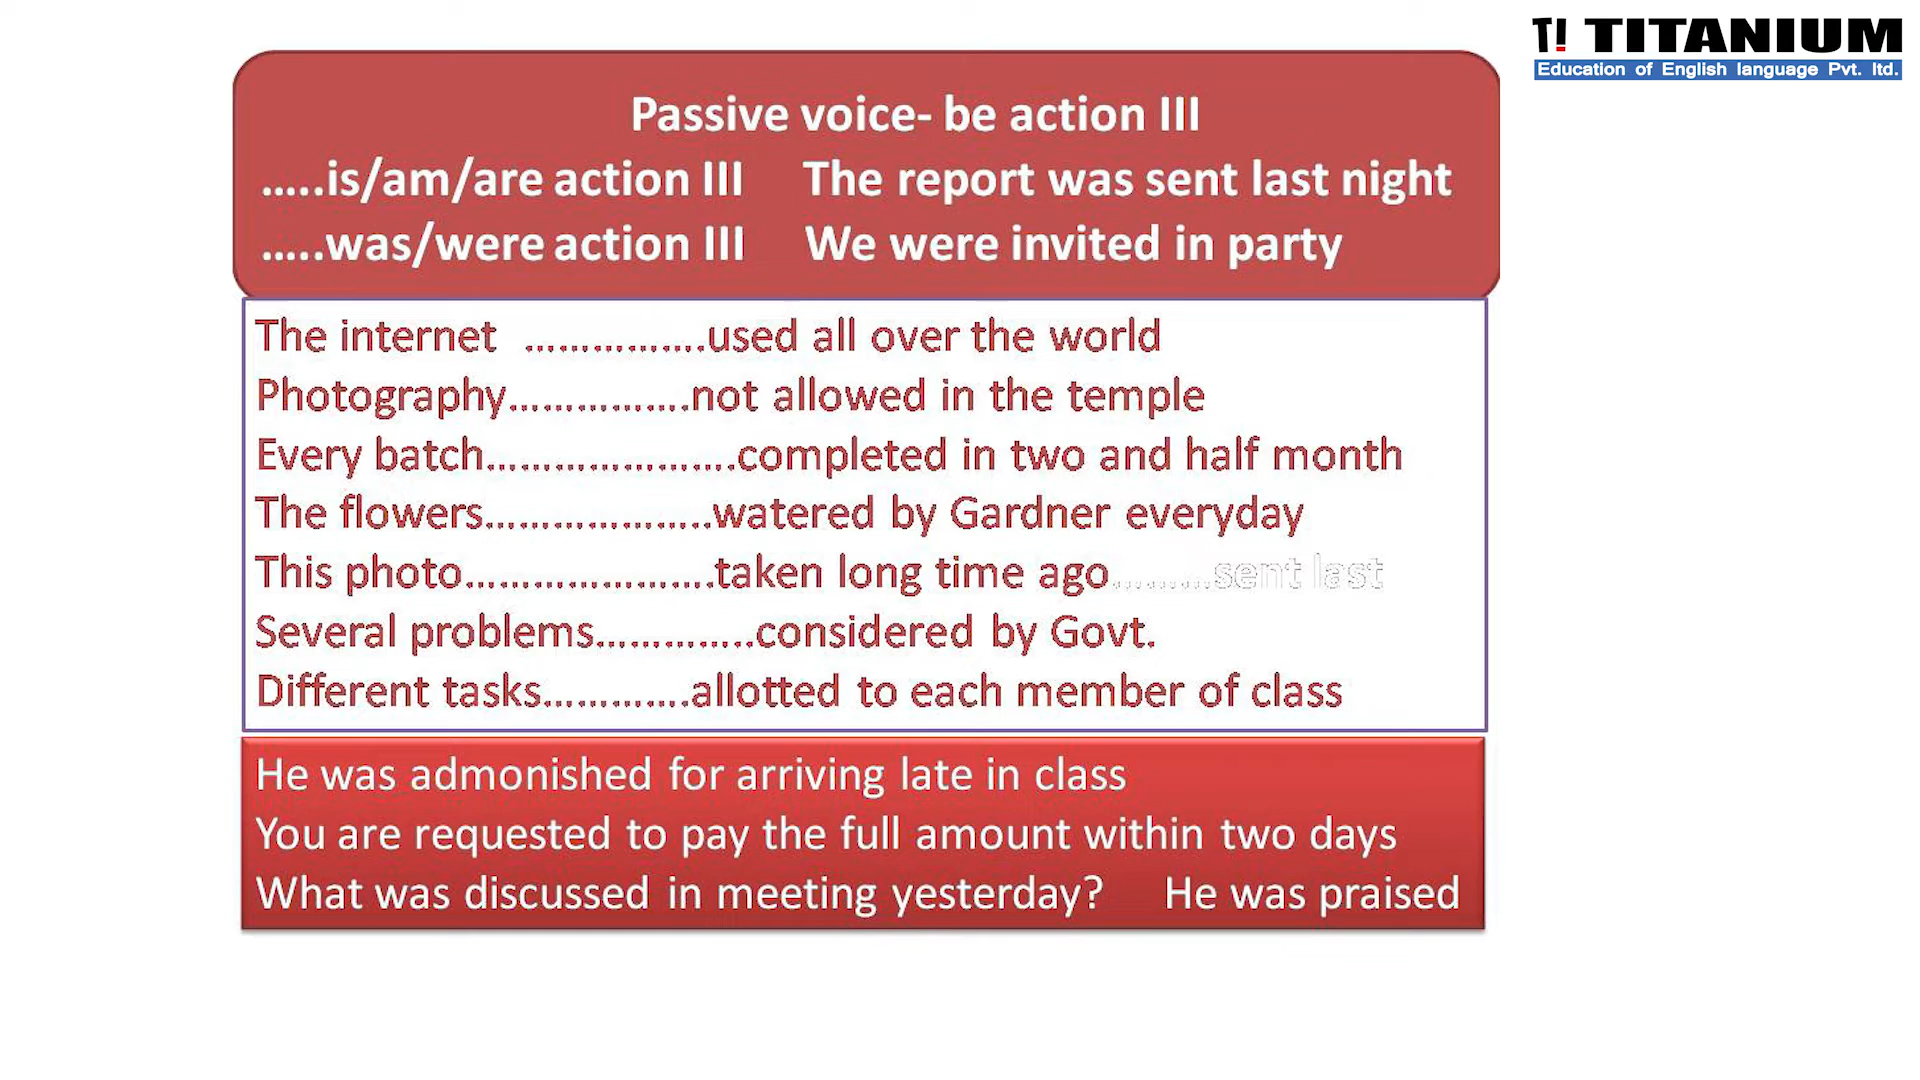 T! TITANIUM
Education of English language Pvt. ltd.
Passive voice- be action III
.....is/am/are action III The report was sent last night
.....was/were action III We were invited in party
The internet ................used all over the world
Photography................not allowed in the temple
Every batch......................completed in two and half month
The flowers....................watered by Gardner everyday
This photo......................taken long time ago.........sent last
Several problems..............considered by Govt.
Different tasks.............allotted to each member of class
He was admonished for arriving late in class
You are requested to pay the full amount within two days
What was discussed in meeting yesterday? He was praised